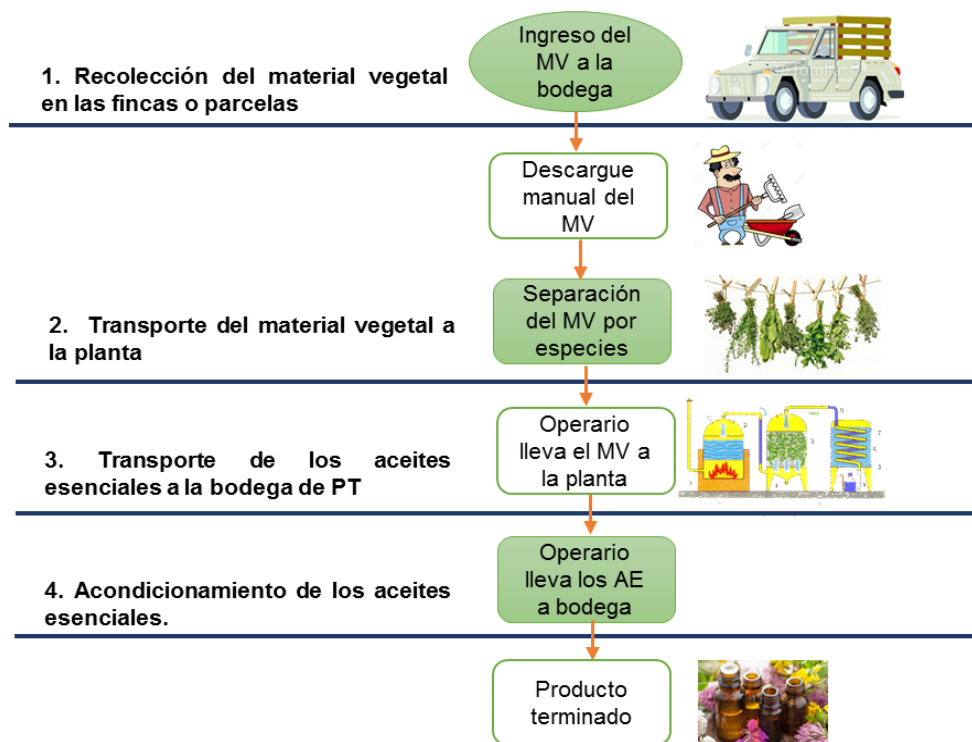 Ingreso del
MV a la
bodega
1. Recolección del material vegetal
en las fincas o parcelas
Descargue
manual del
MV
Separación
del MV por
especies
2. Transporte del material vegetal a
la planta
Operario
lleva el MV a
la planta
3. Transporte de los aceites
esenciales a la bodega de PT
Operario
lleva los AE
a bodega
4. Acondicionamiento de los aceites
esenciales.
Producto
terminado